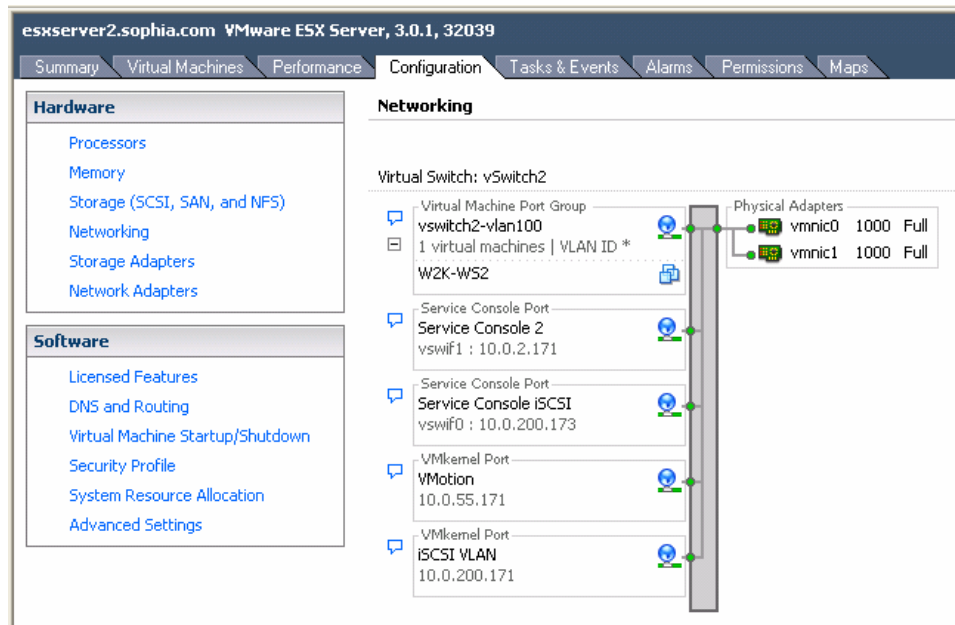 esxserver2.sophia.com VMware ESX Server, 3.0.1, 32039
Summary Virtual Machines Performance Configuration Tasks & Events Alarms Permissions Maps
Hardware
Processors
Memory
Storage (SCSI, SAN, and NFS)
Networking
Storage Adapters
Network Adapters
Software
Licensed Features
DNS and Routing
Virtual Machine Startup/Shutdown
Security Profile
System Resource Allocation
Advanced Settings
Networking
Virtual Switch: vSwitch2
Virtual Machine Port Group
vswitch2-vlan100
1 virtual machines | VLAN ID *
W2K-WS2
Service Console Port
Service Console 2
vswif1 : 10.0.2.171
Service Console Port
Service Console iSCSI
vswif0 : 10.0.200.173
VMkernel Port
VMotion
10.0.55.171
VMkernel Port
iSCSI VLAN
10.0.200.171
Physical Adapters
vmnic0 1000 Full
vmnic1 1000 Full